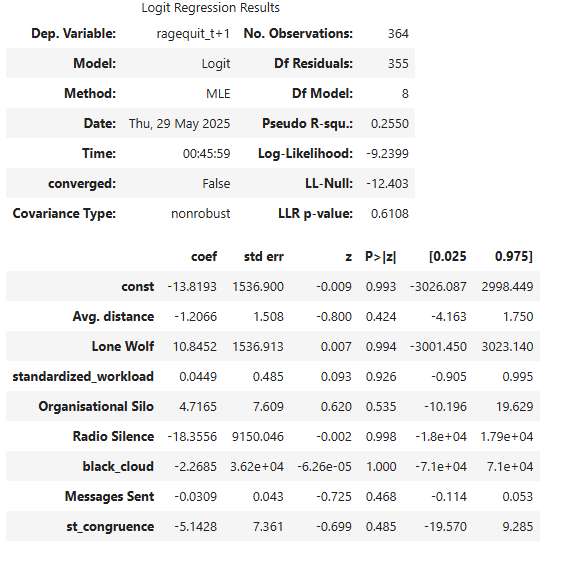 Logit Regression Results
Dep. Variable: ragequit_t+1 No. Observations: 364
Model: Logit Df Residuals: 355
Method: MLE Df Model: 8
Date: Thu, 29 May 2025 Pseudo R-squ.: 0.2550
Time: 00:45:59 Log-Likelihood: -9.2399
converged: False LL-Null: -12.403
Covariance Type: nonrobust LLR p-value: 0.6108
coef std err z P>|z| [0.025 0.975]
const -13.8193 1536.900 -0.009 0.993 -3026.087 2998.449
Avg. distance -1.2066 1.508 -0.800 0.424 -4.163 1.750
Lone Wolf 10.8452 1536.913 0.007 0.994 -3001.450 3023.140
standardized_workload 0.0449 0.485 0.093 0.926 -0.905 0.995
Organisational Silo 4.7165 7.609 0.620 0.535 -10.196 19.629
Radio Silence -18.3556 9150.046 -0.002 0.998 -1.8e+04 1.79e+04
black_cloud -2.2685 3.62e+04 -6.26e-05 1.000 -7.1e+04 7.1e+04
Messages Sent -0.0309 0.043 -0.725 0.468 -0.114 0.053
st_congruence -5.1428 7.361 -0.699 0.485 -19.570 9.285